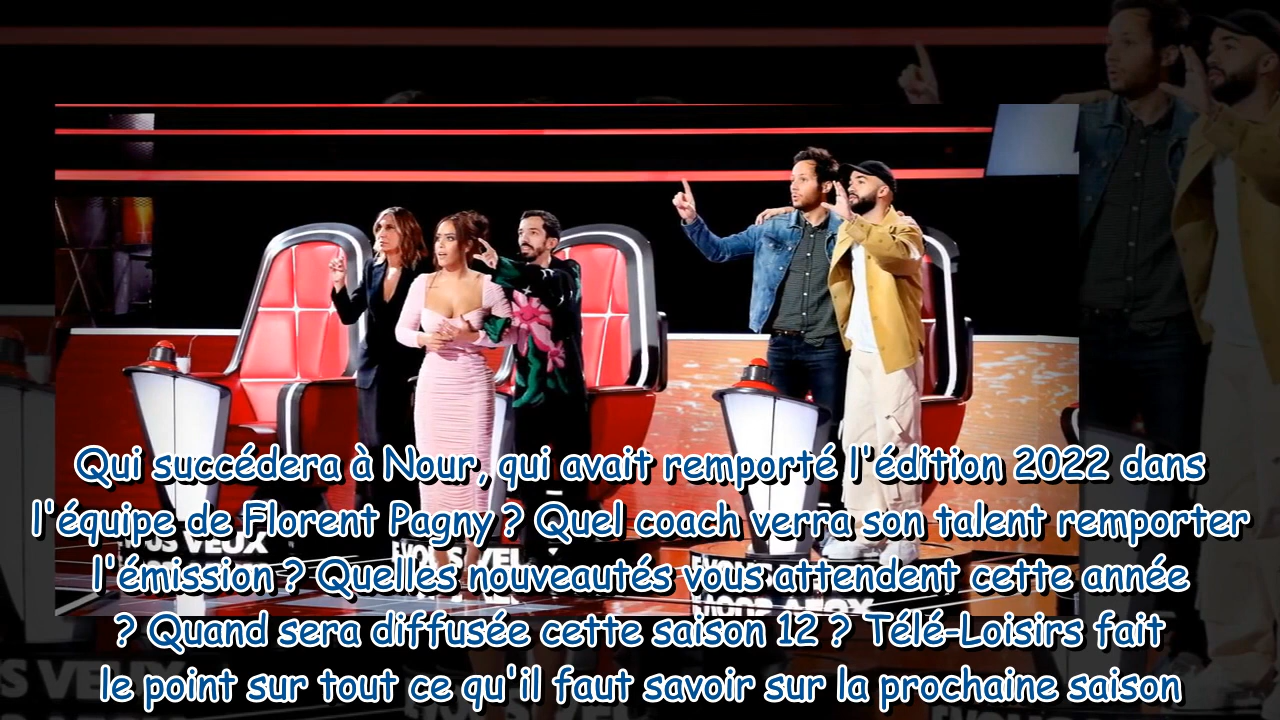 Qui succédera à Nour, qui avait remporté l'édition 2022 dans
l'équipe de Florent Pagny ? Quel coach verra son talent remporter
l'émission ? Quelles nouveautés vous attendent cette année
? Quand sera diffusée cette saison 12 ? Télé-Loisirs fait
le point sur tout ce qu'il faut savoir sur la prochaine saison